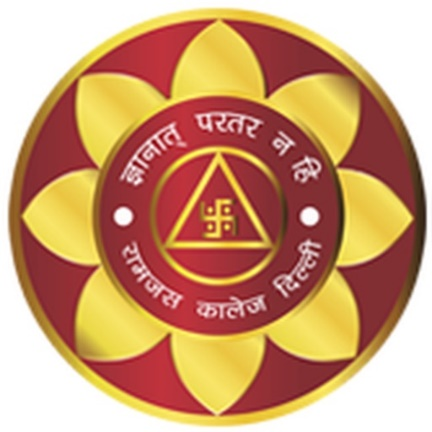 ज्ञानात् परतर न हि
रामजस कालेज दिल्ली